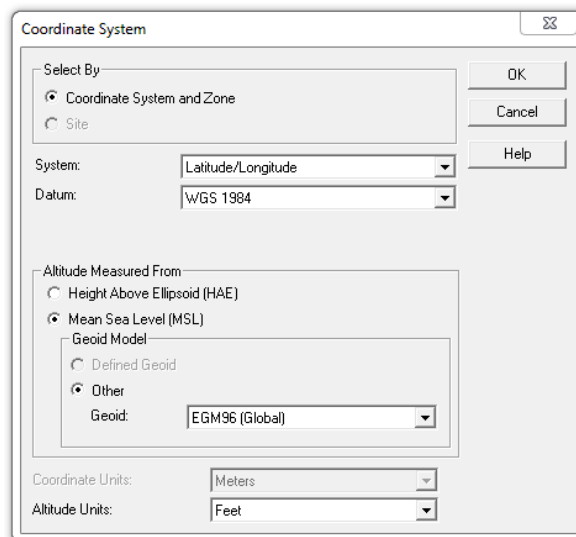 Coordinate System
Select By
Coordinate System and Zone
Site
OK
Cancel
Help
System: Latitude/Longitude
Datum: WGS 1984
Altitude Measured From
Height Above Ellipsoid (HAE)
Mean Sea Level (MSL)
Geoid Model
Defined Geoid
Other
Geoid: EGM96 (Global)
Coordinate Units: Meters
Altitude Units: Feet